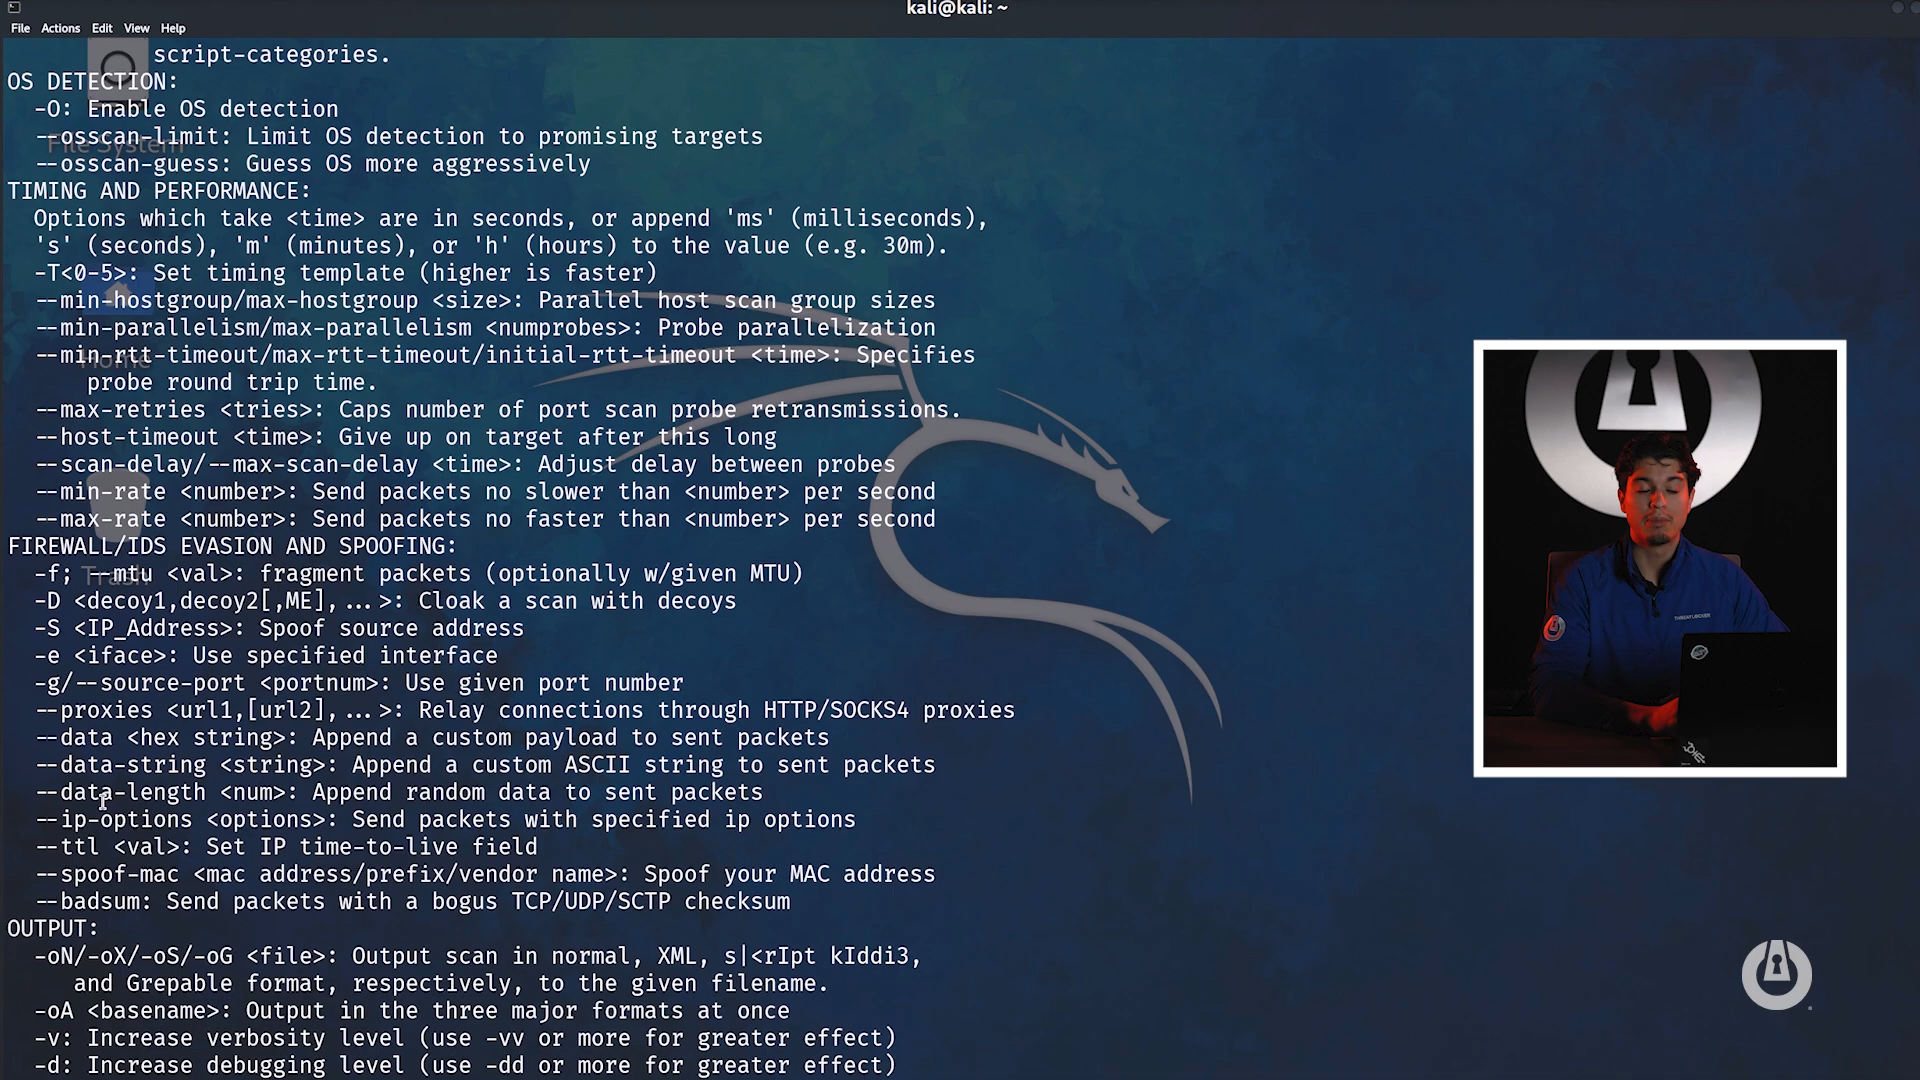 kali@kali: ~
File Actions Edit View Help
script-categories.
OS DETECTION:
-O: Enable OS detection
--osscan-limit: Limit OS detection to promising targets
--osscan-guess: Guess OS more aggressively
TIMING AND PERFORMANCE:
Options which take <time> are in seconds, or append 'ms' (milliseconds),
's' (seconds), 'm' (minutes), or 'h' (hours) to the value (e.g. 30m).
-T<0-5>: Set timing template (higher is faster)
--min-hostgroup/max-hostgroup <size>: Parallel host scan group sizes
--min-parallelism/max-parallelism <numprobes>: Probe parallelization
--min-rtt-timeout/max-rtt-timeout/initial-rtt-timeout <time>: Specifies
probe round trip time.
--max-retries <tries>: Caps number of port scan probe retransmissions.
--host-timeout <time>: Give up on target after this long
--scan-delay/--max-scan-delay <time>: Adjust delay between probes
--min-rate <number>: Send packets no slower than <number> per second
--max-rate <number>: Send packets no faster than <number> per second
FIREWALL/IDS EVASION AND SPOOFING:
-f; --mtu <val>: fragment packets (optionally w/given MTU)
-D <decoy1,decoy2[,ME],...>: Cloak a scan with decoys
-S <IP_Address>: Spoof source address
-e <iface>: Use specified interface
-g/--source-port <portnum>: Use given port number
--proxies <url1,[url2],...>: Relay connections through HTTP/SOCKS4 proxies
--data <hex string>: Append a custom payload to sent packets
--data-string <string>: Append a custom ASCII string to sent packets
--data-length <num>: Append random data to sent packets
--ip-options <options>: Send packets with specified ip options
--ttl <val>: Set IP time-to-live field
--spoof-mac <mac address/prefix/vendor name>: Spoof your MAC address
--badsum: Send packets with a bogus TCP/UDP/SCTP checksum
OUTPUT:
-oN/-oX/-oS/-oG <file>: Output scan in normal, XML, s|<rIpt kIddi3,
and Grepable format, respectively, to the given filename.
-oA <basename>: Output in the three major formats at once
-v: Increase verbosity level (use -vv or more for greater effect)
-d: Increase debugging level (use -dd or more for greater effect)
File System
Home
Trash
THREATLOCKER